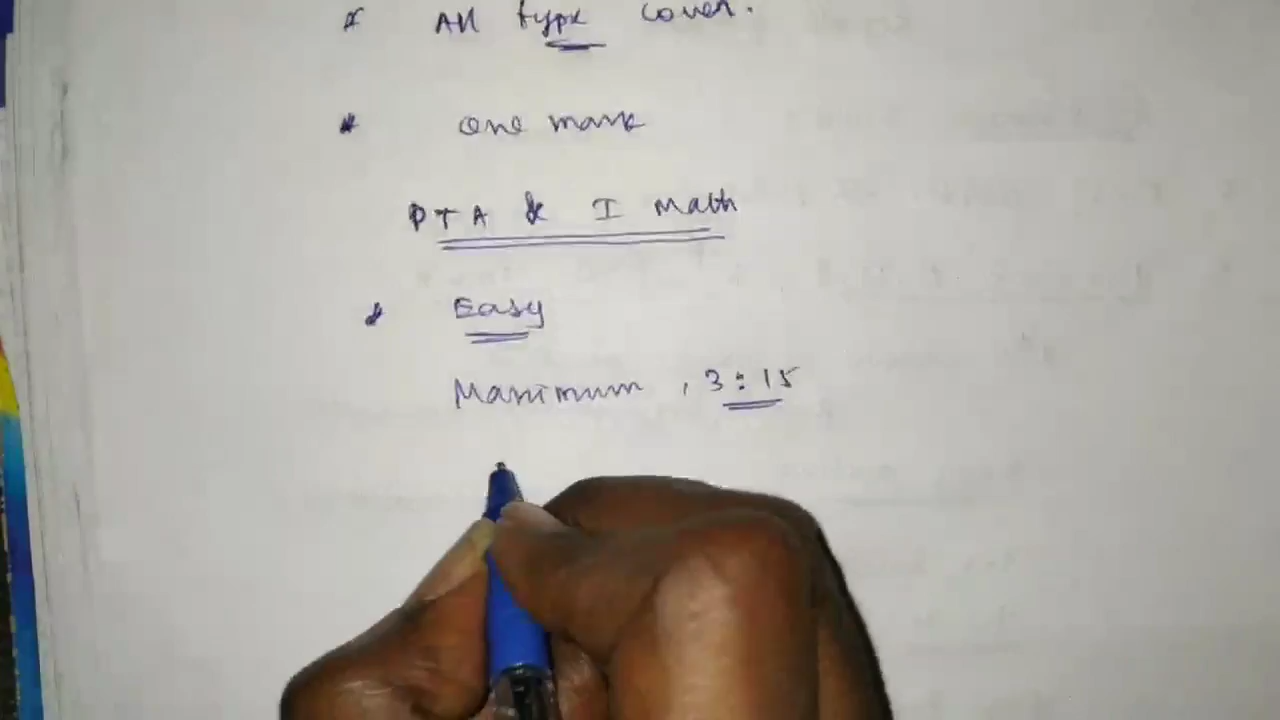 * All type cover.
* One mark
PTA & I Math
* Easy
Maximum , 3:15